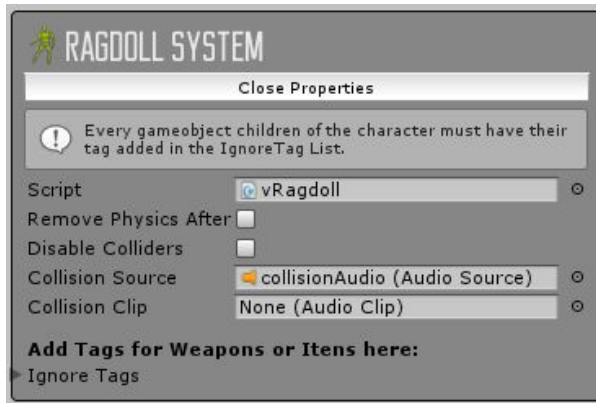 RAGDOLL SYSTEM
Close Properties
Every gameobject children of the character must have their
tag added in the IgnoreTag List.
Script vRagdoll
Remove Physics After
Disable Colliders
Collision Source collisionAudio (Audio Source)
Collision Clip None (Audio Clip)
Add Tags for Weapons or Itens here:
Ignore Tags